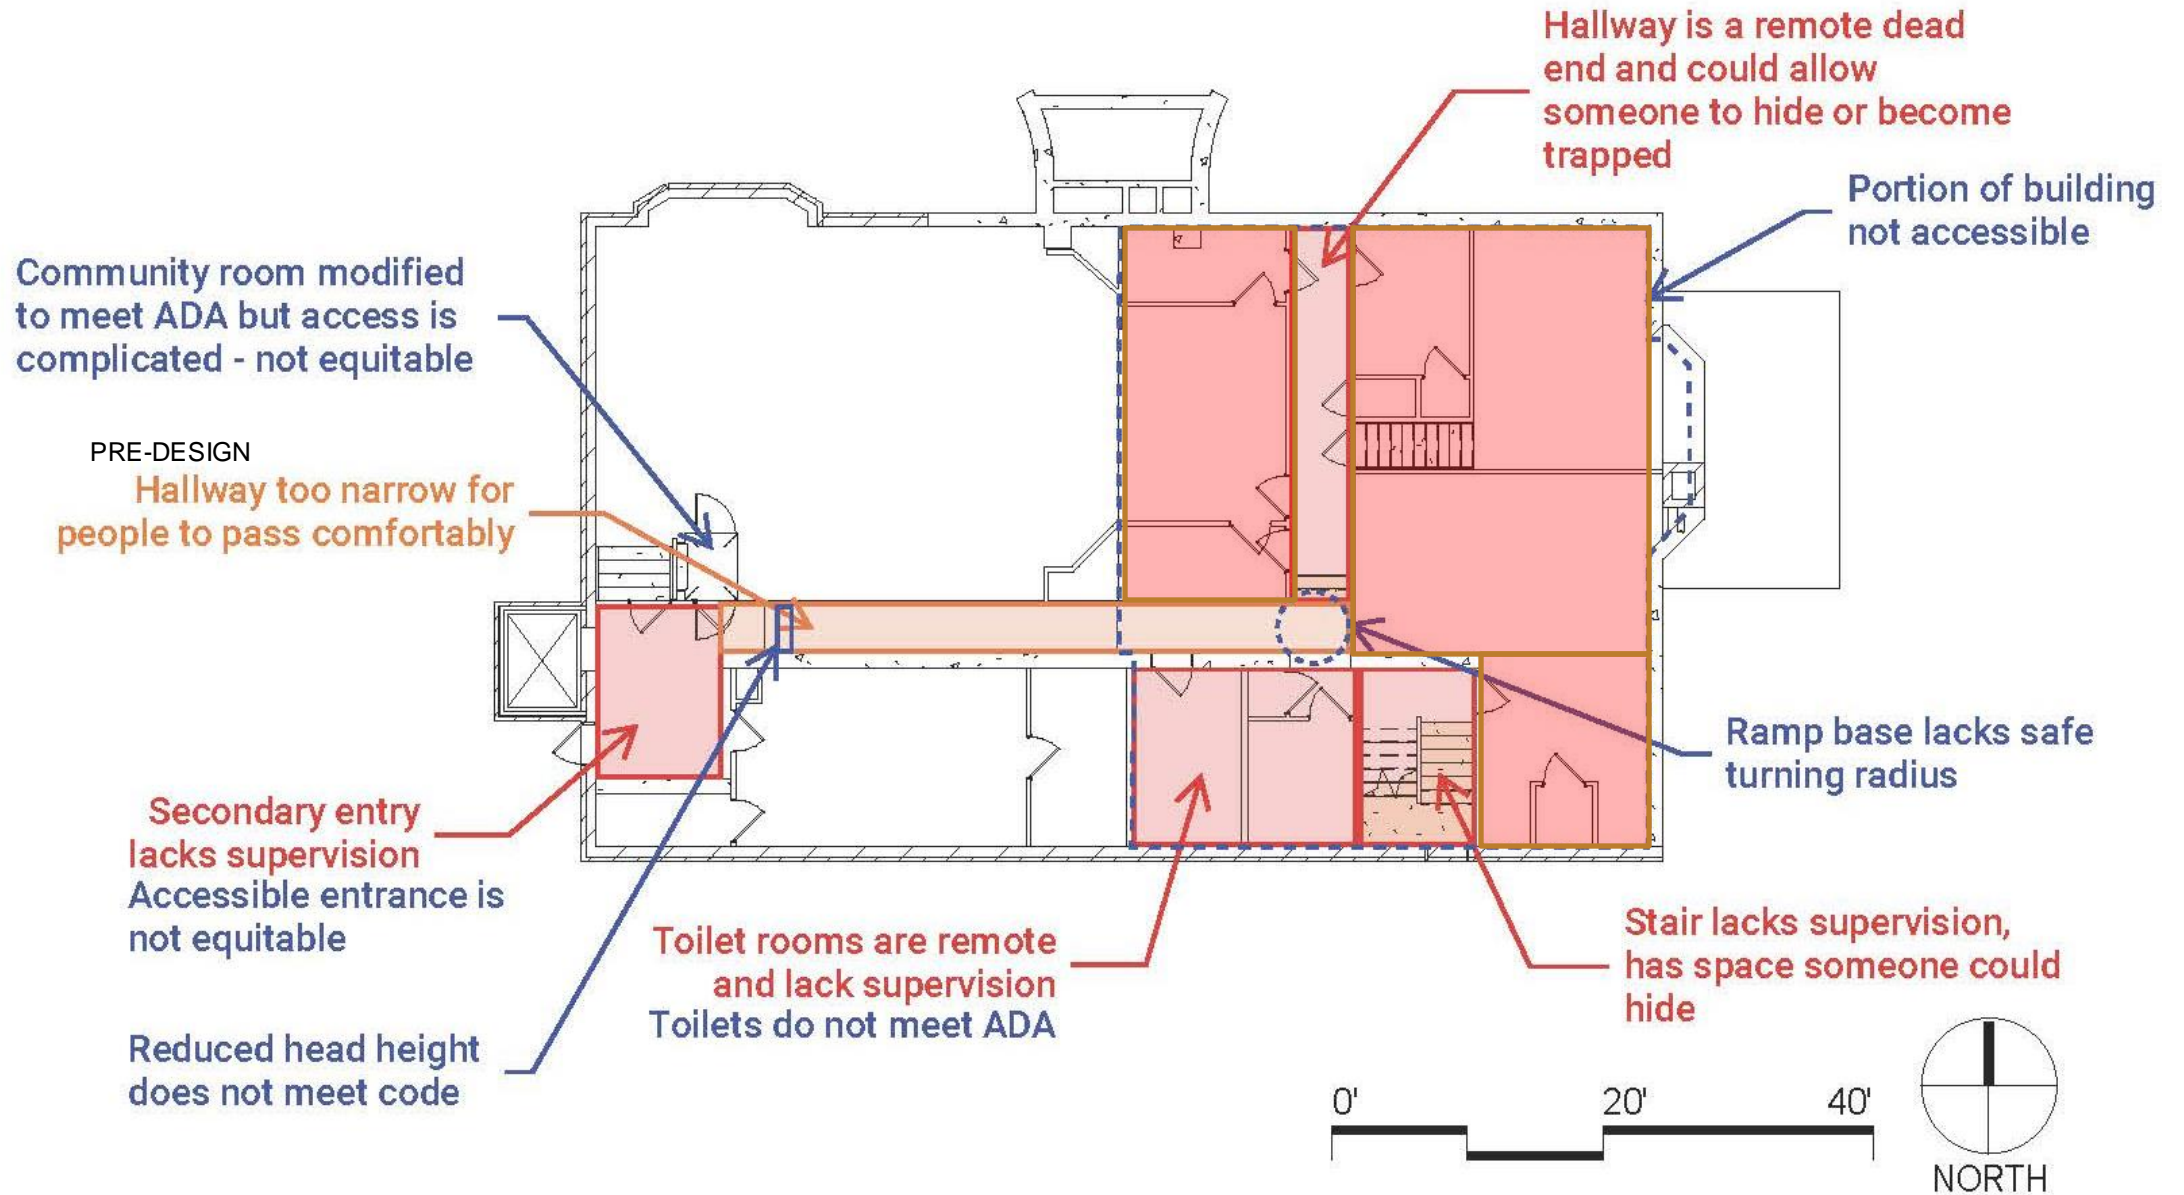 Hallway is a remote dead
end and could allow
someone to hide or become
trapped
Portion of building
not accessible
Community room modified
to meet ADA but access is
complicated - not equitable
PRE-DESIGN
Hallway too narrow for
people to pass comfortably
Ramp base lacks safe
turning radius
Secondary entry
lacks supervision
Accessible entrance is
not equitable
Toilet rooms are remote
and lack supervision
Toilets do not meet ADA
Stair lacks supervision,
has space someone could
hide
Reduced head height
does not meet code
0' 20' 40'
NORTH